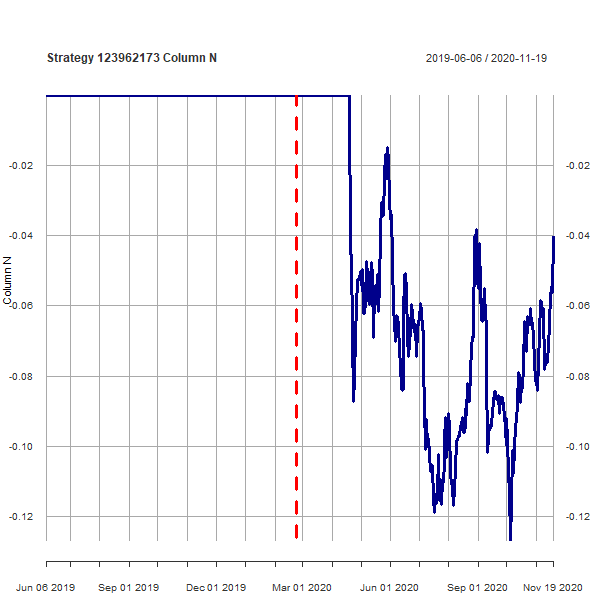 Strategy 123962173 Column N
2019-06-06 / 2020-11-19
-0.02 -0.02
-0.04 -0.04
Column N
-0.06 -0.06
-0.08 -0.08
-0.10 -0.10
-0.12 -0.12
Jun 06 2019 Sep 01 2019 Dec 01 2019 Mar 01 2020 Jun 01 2020 Sep 01 2020 Nov 19 2020